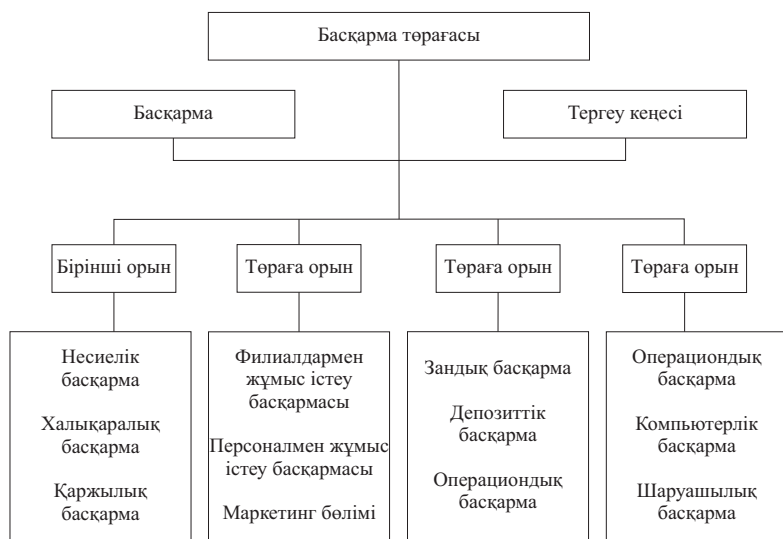 Басқарма төрағасы
Басқарма
Тергеу кеңесі
Бірінші орын
Төраға орын
Төраға орын
Төраға орын
Несиелік
басқарма
Халықаралық
басқарма
Қаржылық
басқарма
Филиалдармен
жұмыс істеу
басқармасы
Персоналмен жұмыс
істеу басқармасы
Маркетинг бөлімі
Зандық басқарма
Депозиттік
басқарма
Операциондық
басқарма
Операциондық
басқарма
Компьютерлік
басқарма
Шаруашылық
басқарма